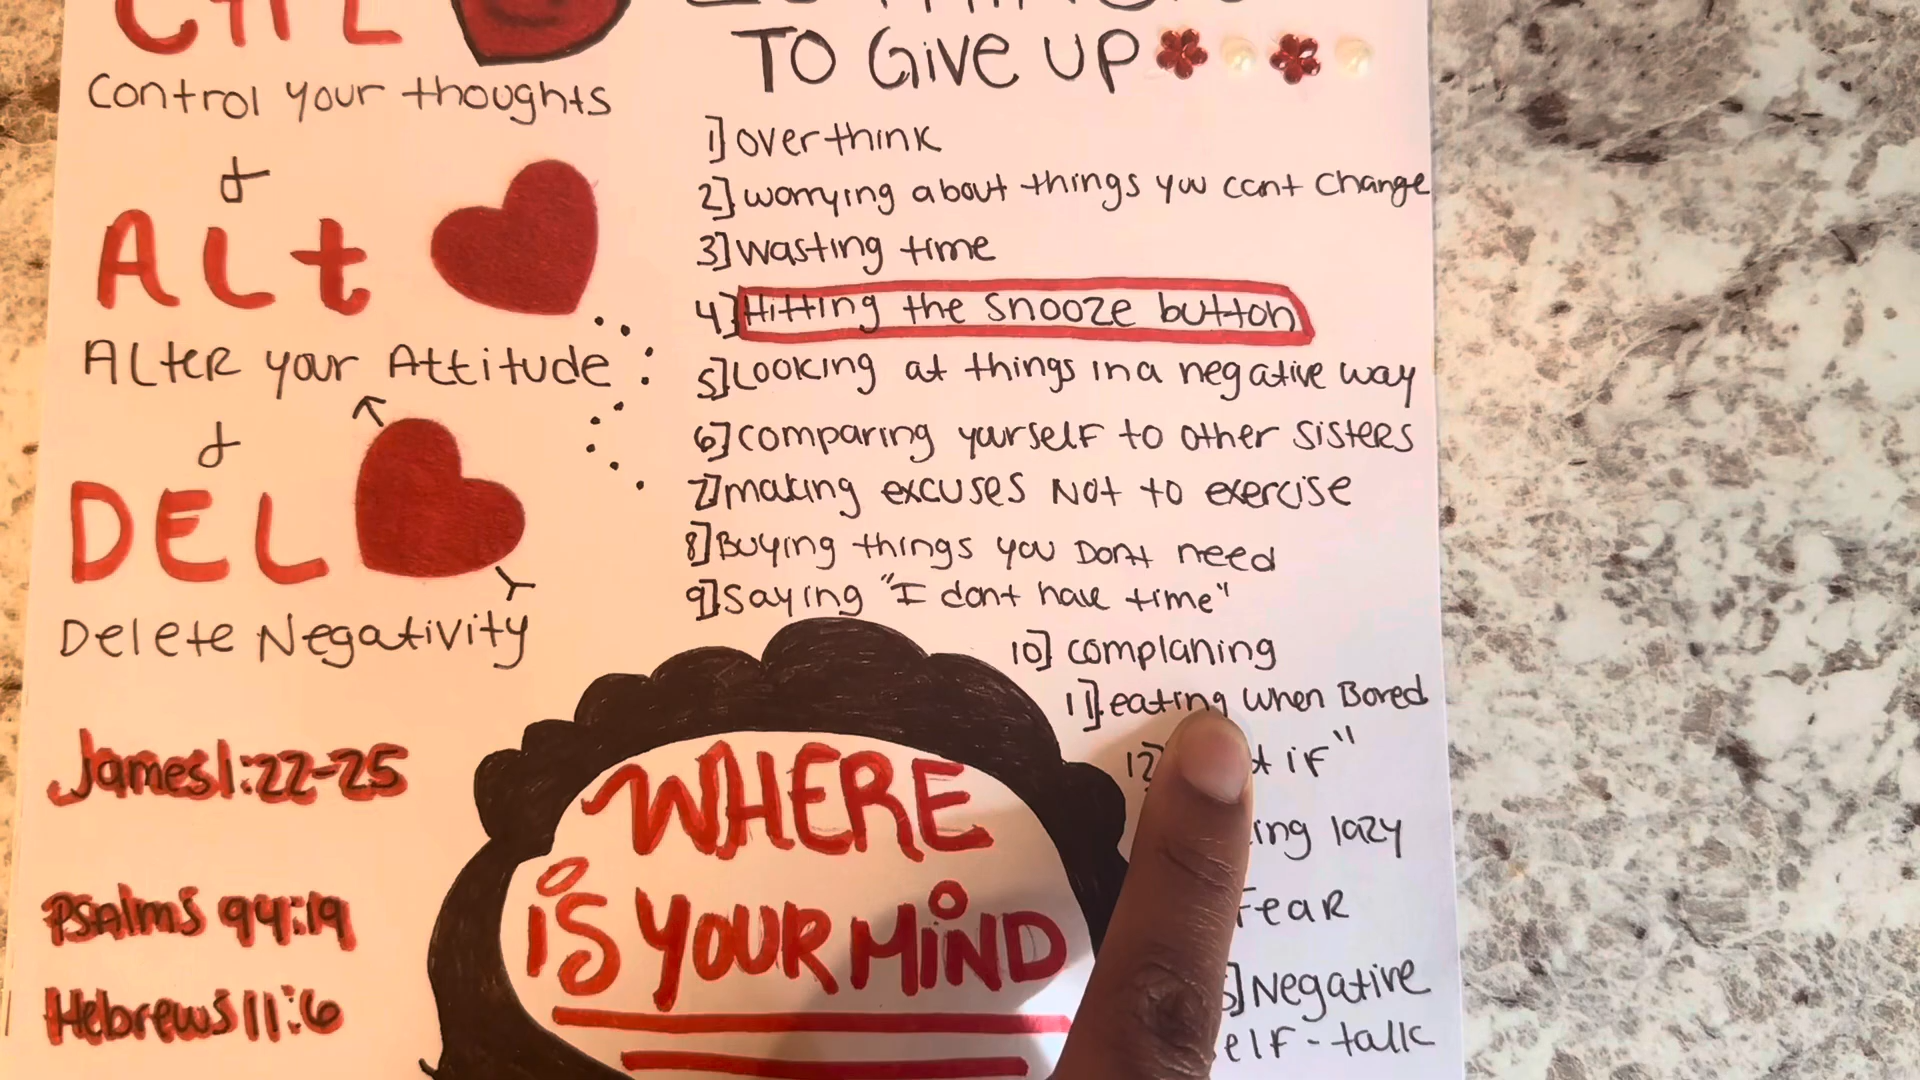 Control your thoughts
&
ALt
ALteR your Attitude
&
DEL
Delete Negativity
James 1:22-25
Psalms 94:19
Hebrews 11:6
TO GiVE UP
1] overthink
2] worrying about things you cant change
3] wasting time
4] Hitting the snooze button
5] Looking at things in a negative way
6] comparing yourself to other sisters
7] making excuses Not to exercise
8] Buying things you Dont need
9] Saying "I dont have time"
10] complaning
11] eating when Bored
12] if"
lazy
Fear
Negative
talk
WHERE
iS YOUR MiND